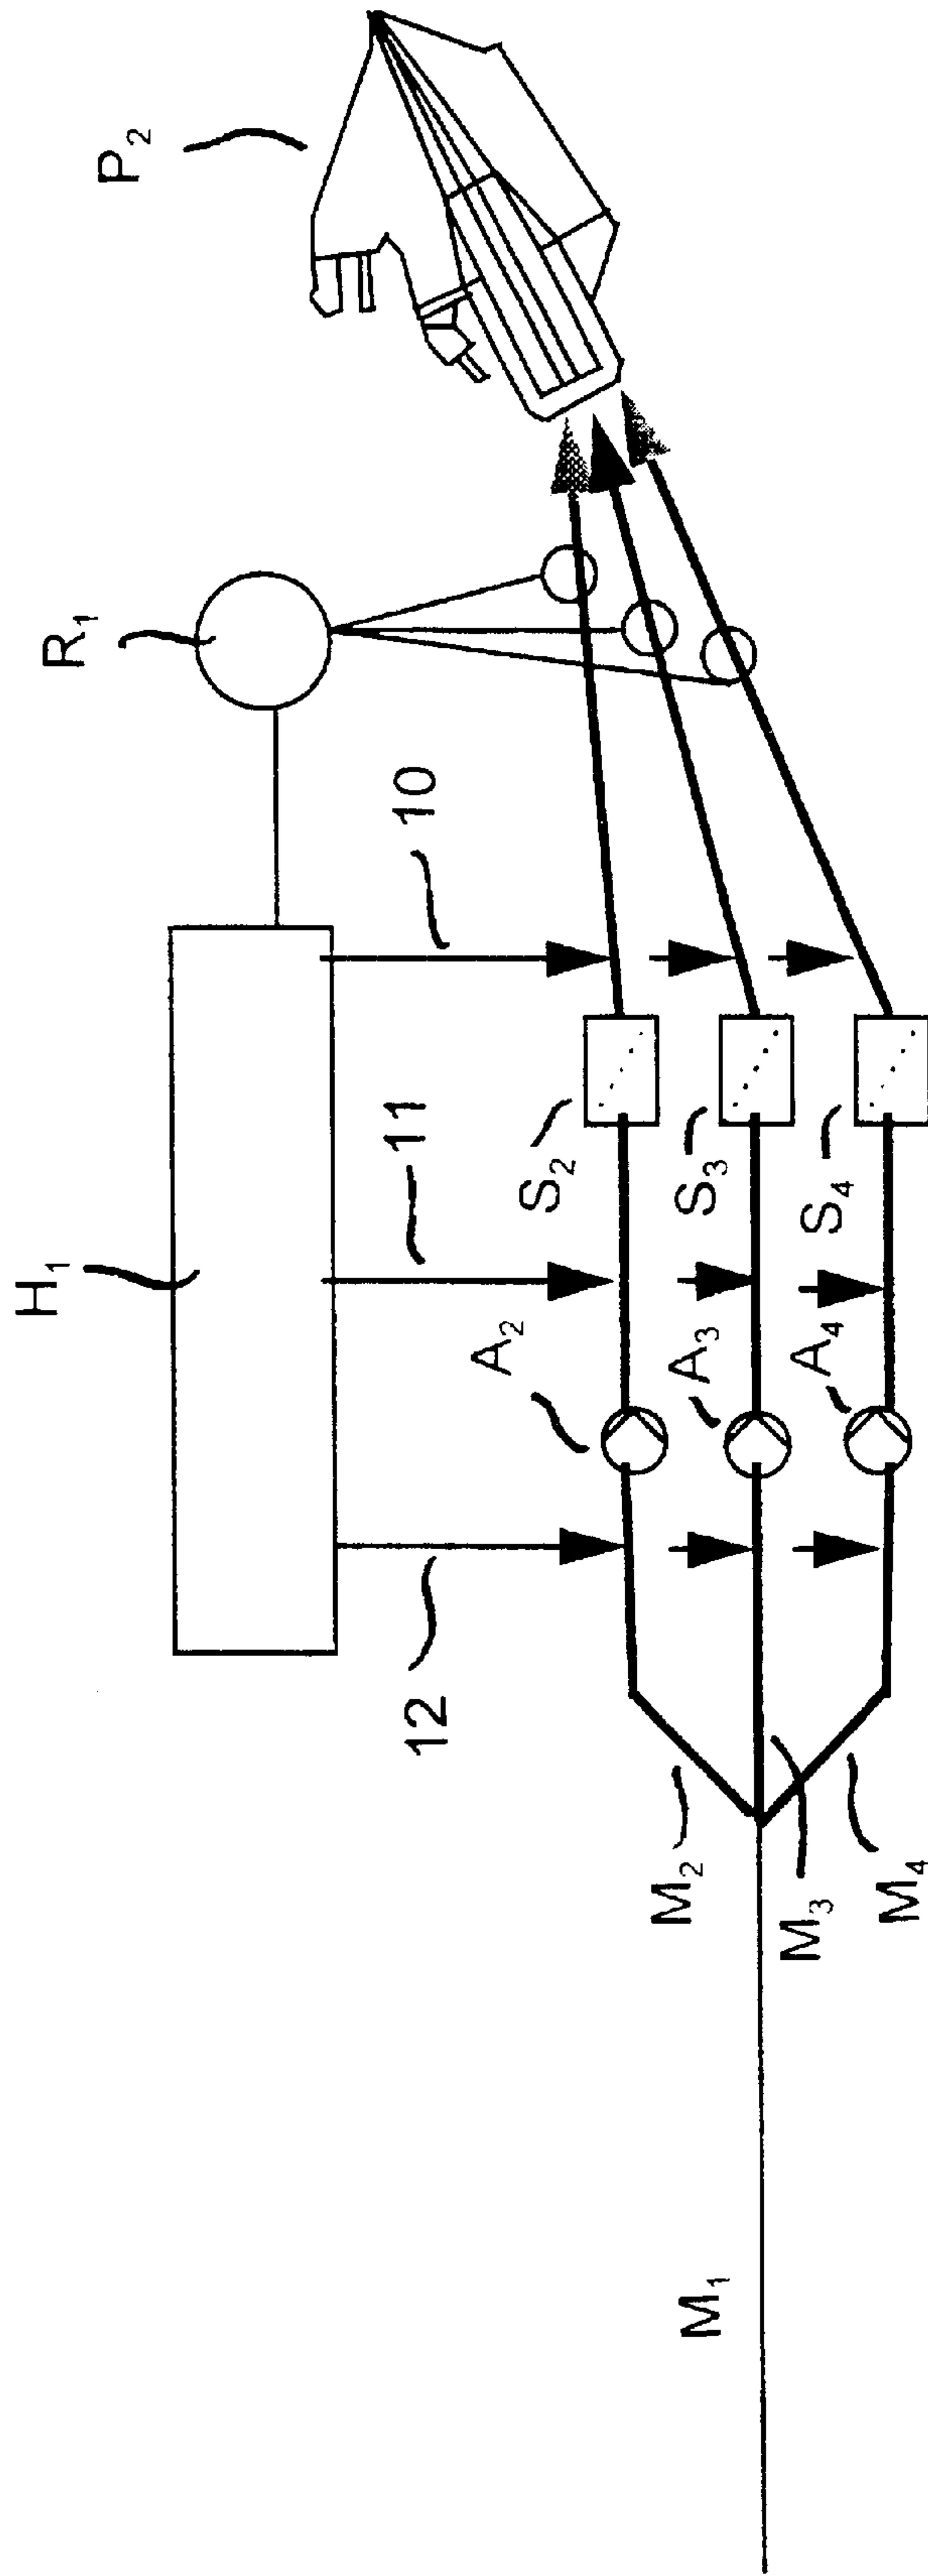 P₂
R₁
10
H₁
11
12
S₂
S₃
S₄
A₂
A₃
A₄
M₂
M₃
M₄
M₁